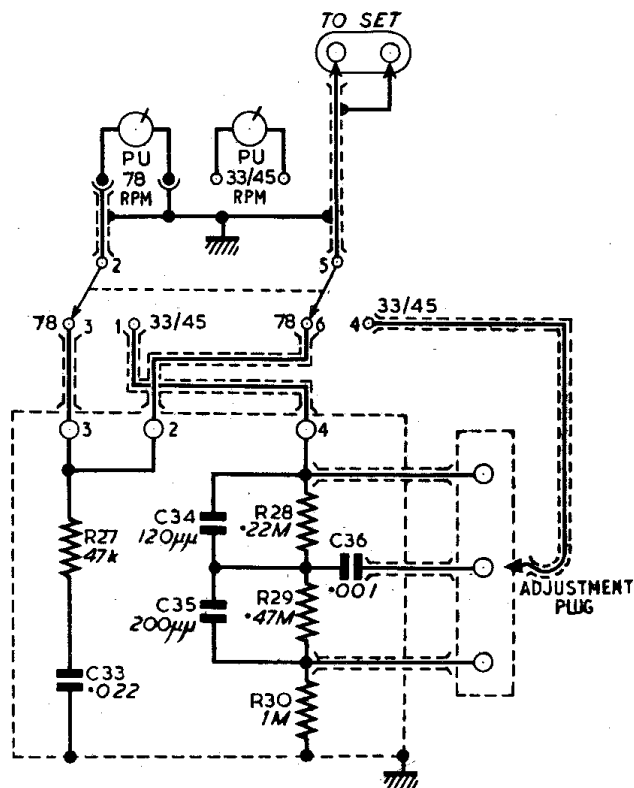 TO SET
PU
78
RPM
PU
33/45
RPM
2
5
78
3
1
33/45
78
6
4
33/45
3
2
4
R27
47k
C34
120μμ
R28
·22M
C36
·001
C35
200μμ
R29
·47M
ADJUSTMENT
PLUG
C33
·022
R30
1M